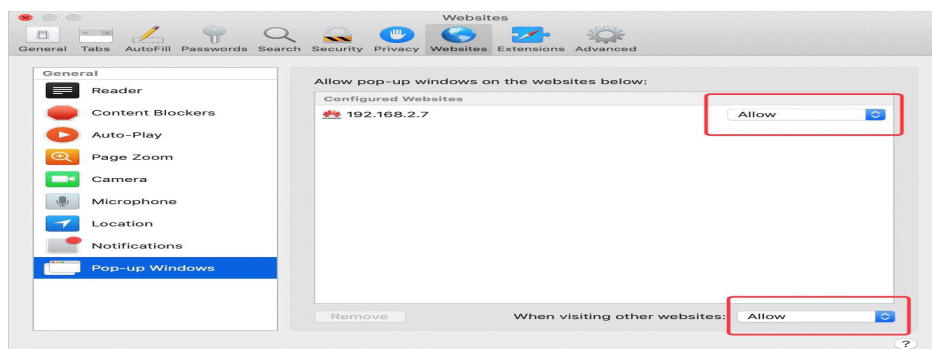 Websites
General Tabs AutoFill Passwords Search Security Privacy Websites Extensions Advanced
General
Reader
Content Blockers
Auto-Play
Page Zoom
Camera
Microphone
Location
Notifications
Pop-up Windows
Allow pop-up windows on the websites below:
Configured Websites
192.168.2.7 Allow
Remove When visiting other websites: Allow
?